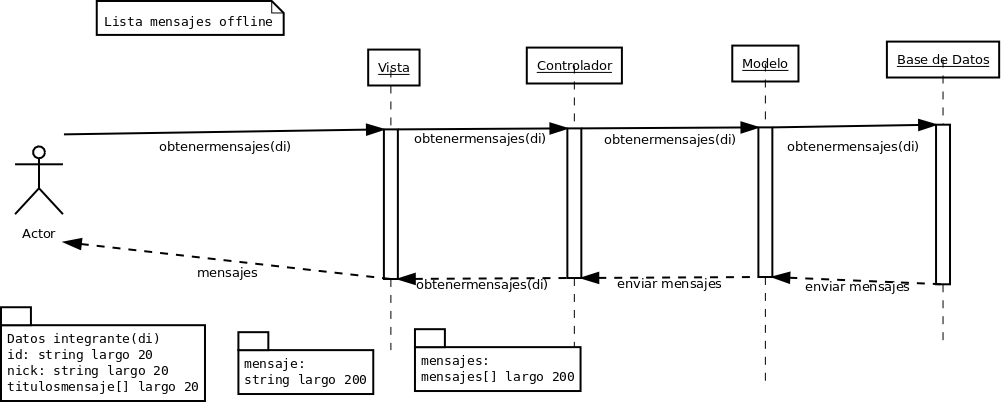 Lista mensajes offline
Vista
Controlador
Modelo
Base de Datos
obtenermensajes(di)
obtenermensajes(di)
obtenermensajes(di)
obtenermensajes(di)
Actor
mensajes
obtenermensajes(di)
enviar mensajes
enviar mensajes
Datos integrante(di)
id: string largo 20
nick: string largo 20
titulosmensaje[] largo 20
mensaje:
string largo 200
mensajes:
mensajes[] largo 200